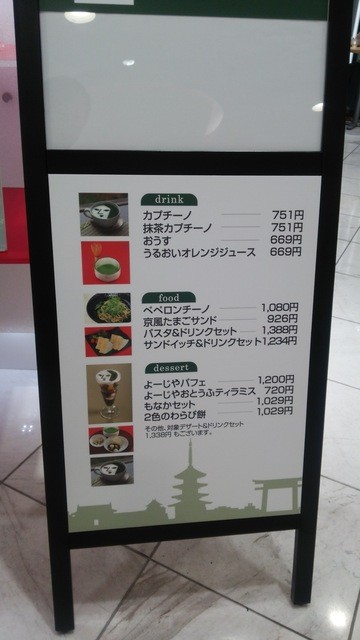 drink
カプチーノ 751円
抹茶カプチーノ 751円
おうす 669円
うるおいオレンジジュース 669円
food
ペペロンチーノ 1,080円
京風たまごサンド 926円
パスタ&ドリンクセット 1,388円
サンドイッチ&ドリンクセット 1,234円
dessert
よーじやパフェ 1,200円
よーじやおとうふティラミス 720円
もなかセット 1,029円
2色のわらび餅 1,029円
その他、対象デザート&ドリンクセット
1,338円 もございます。